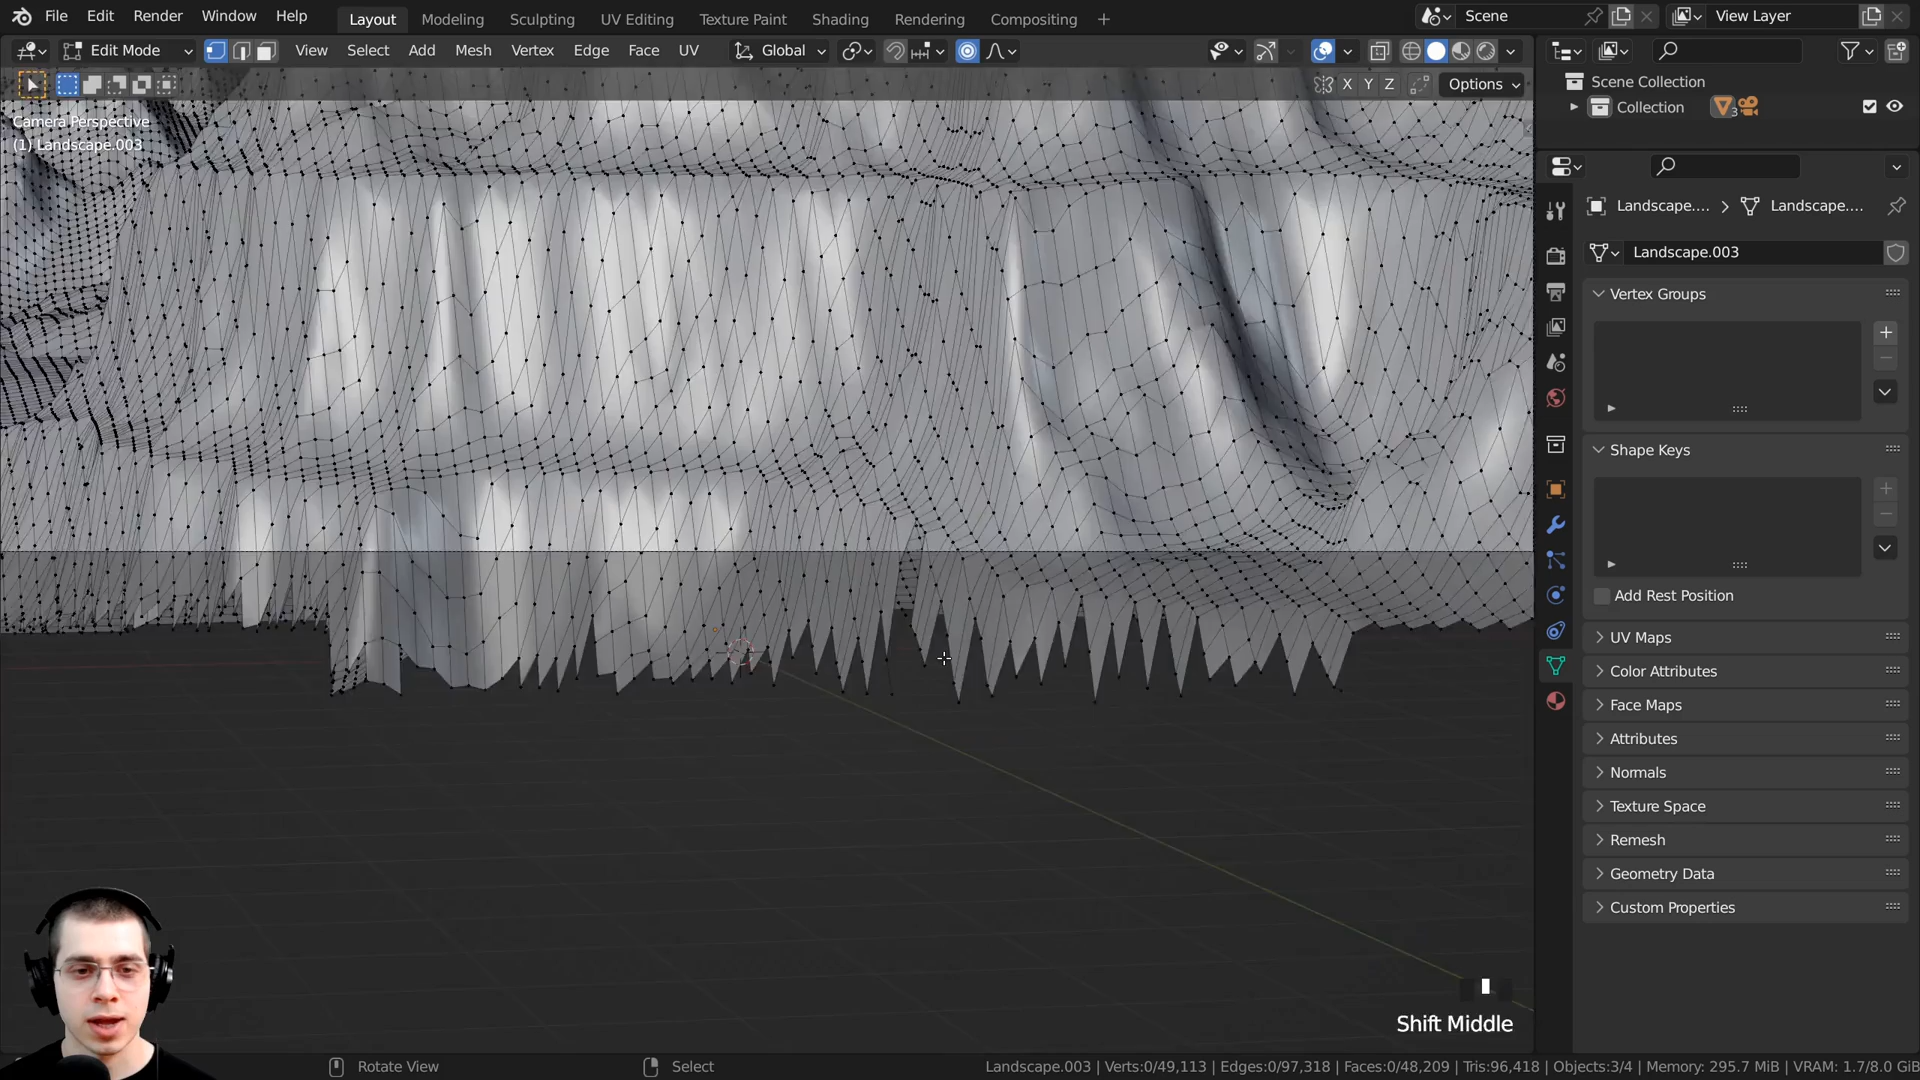 File Edit Render Window Help Layout Modeling Sculpting UV Editing Texture Paint Shading Rendering Compositing + Scene View Layer
Edit Mode View Select Add Mesh Vertex Edge Face UV Global
X Y Z Options
Camera Perspective
(1) Landscape.003
Scene Collection
Collection 3
Landscape.... > Landscape....
Landscape.003
Vertex Groups
Shape Keys
Add Rest Position
UV Maps
Color Attributes
Face Maps
Attributes
Normals
Texture Space
Remesh
Geometry Data
Custom Properties
Shift Middle
Rotate View Select Landscape.003 | Verts:0/49,113 | Edges:0/97,318 | Faces:0/48,209 | Tris:96,418 | Objects:3/4 | Memory: 295.7 MiB | VRAM: 1.7/8.0 GiB